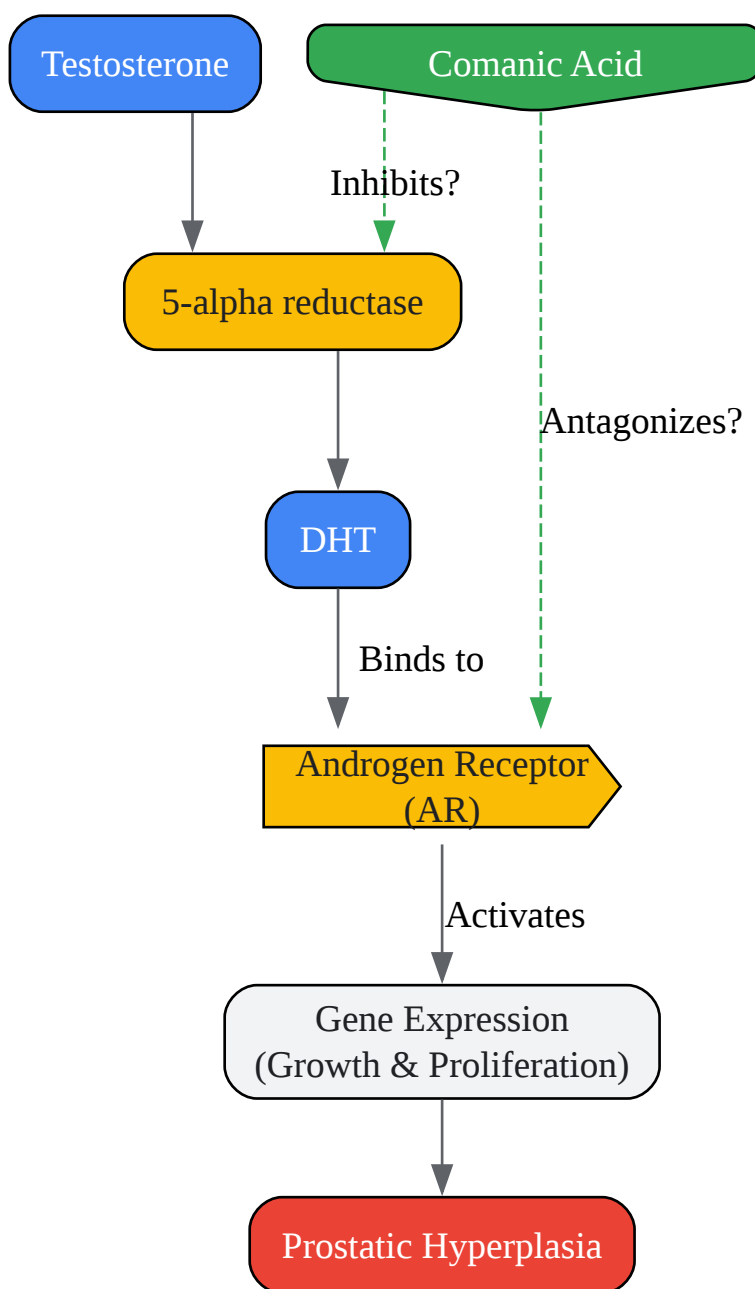 Testosterone
Comanic Acid
Inhibits?
5-alpha reductase
Antagonizes?
DHT
Binds to
Androgen Receptor
(AR)
Activates
Gene Expression
(Growth & Proliferation)
Prostatic Hyperplasia